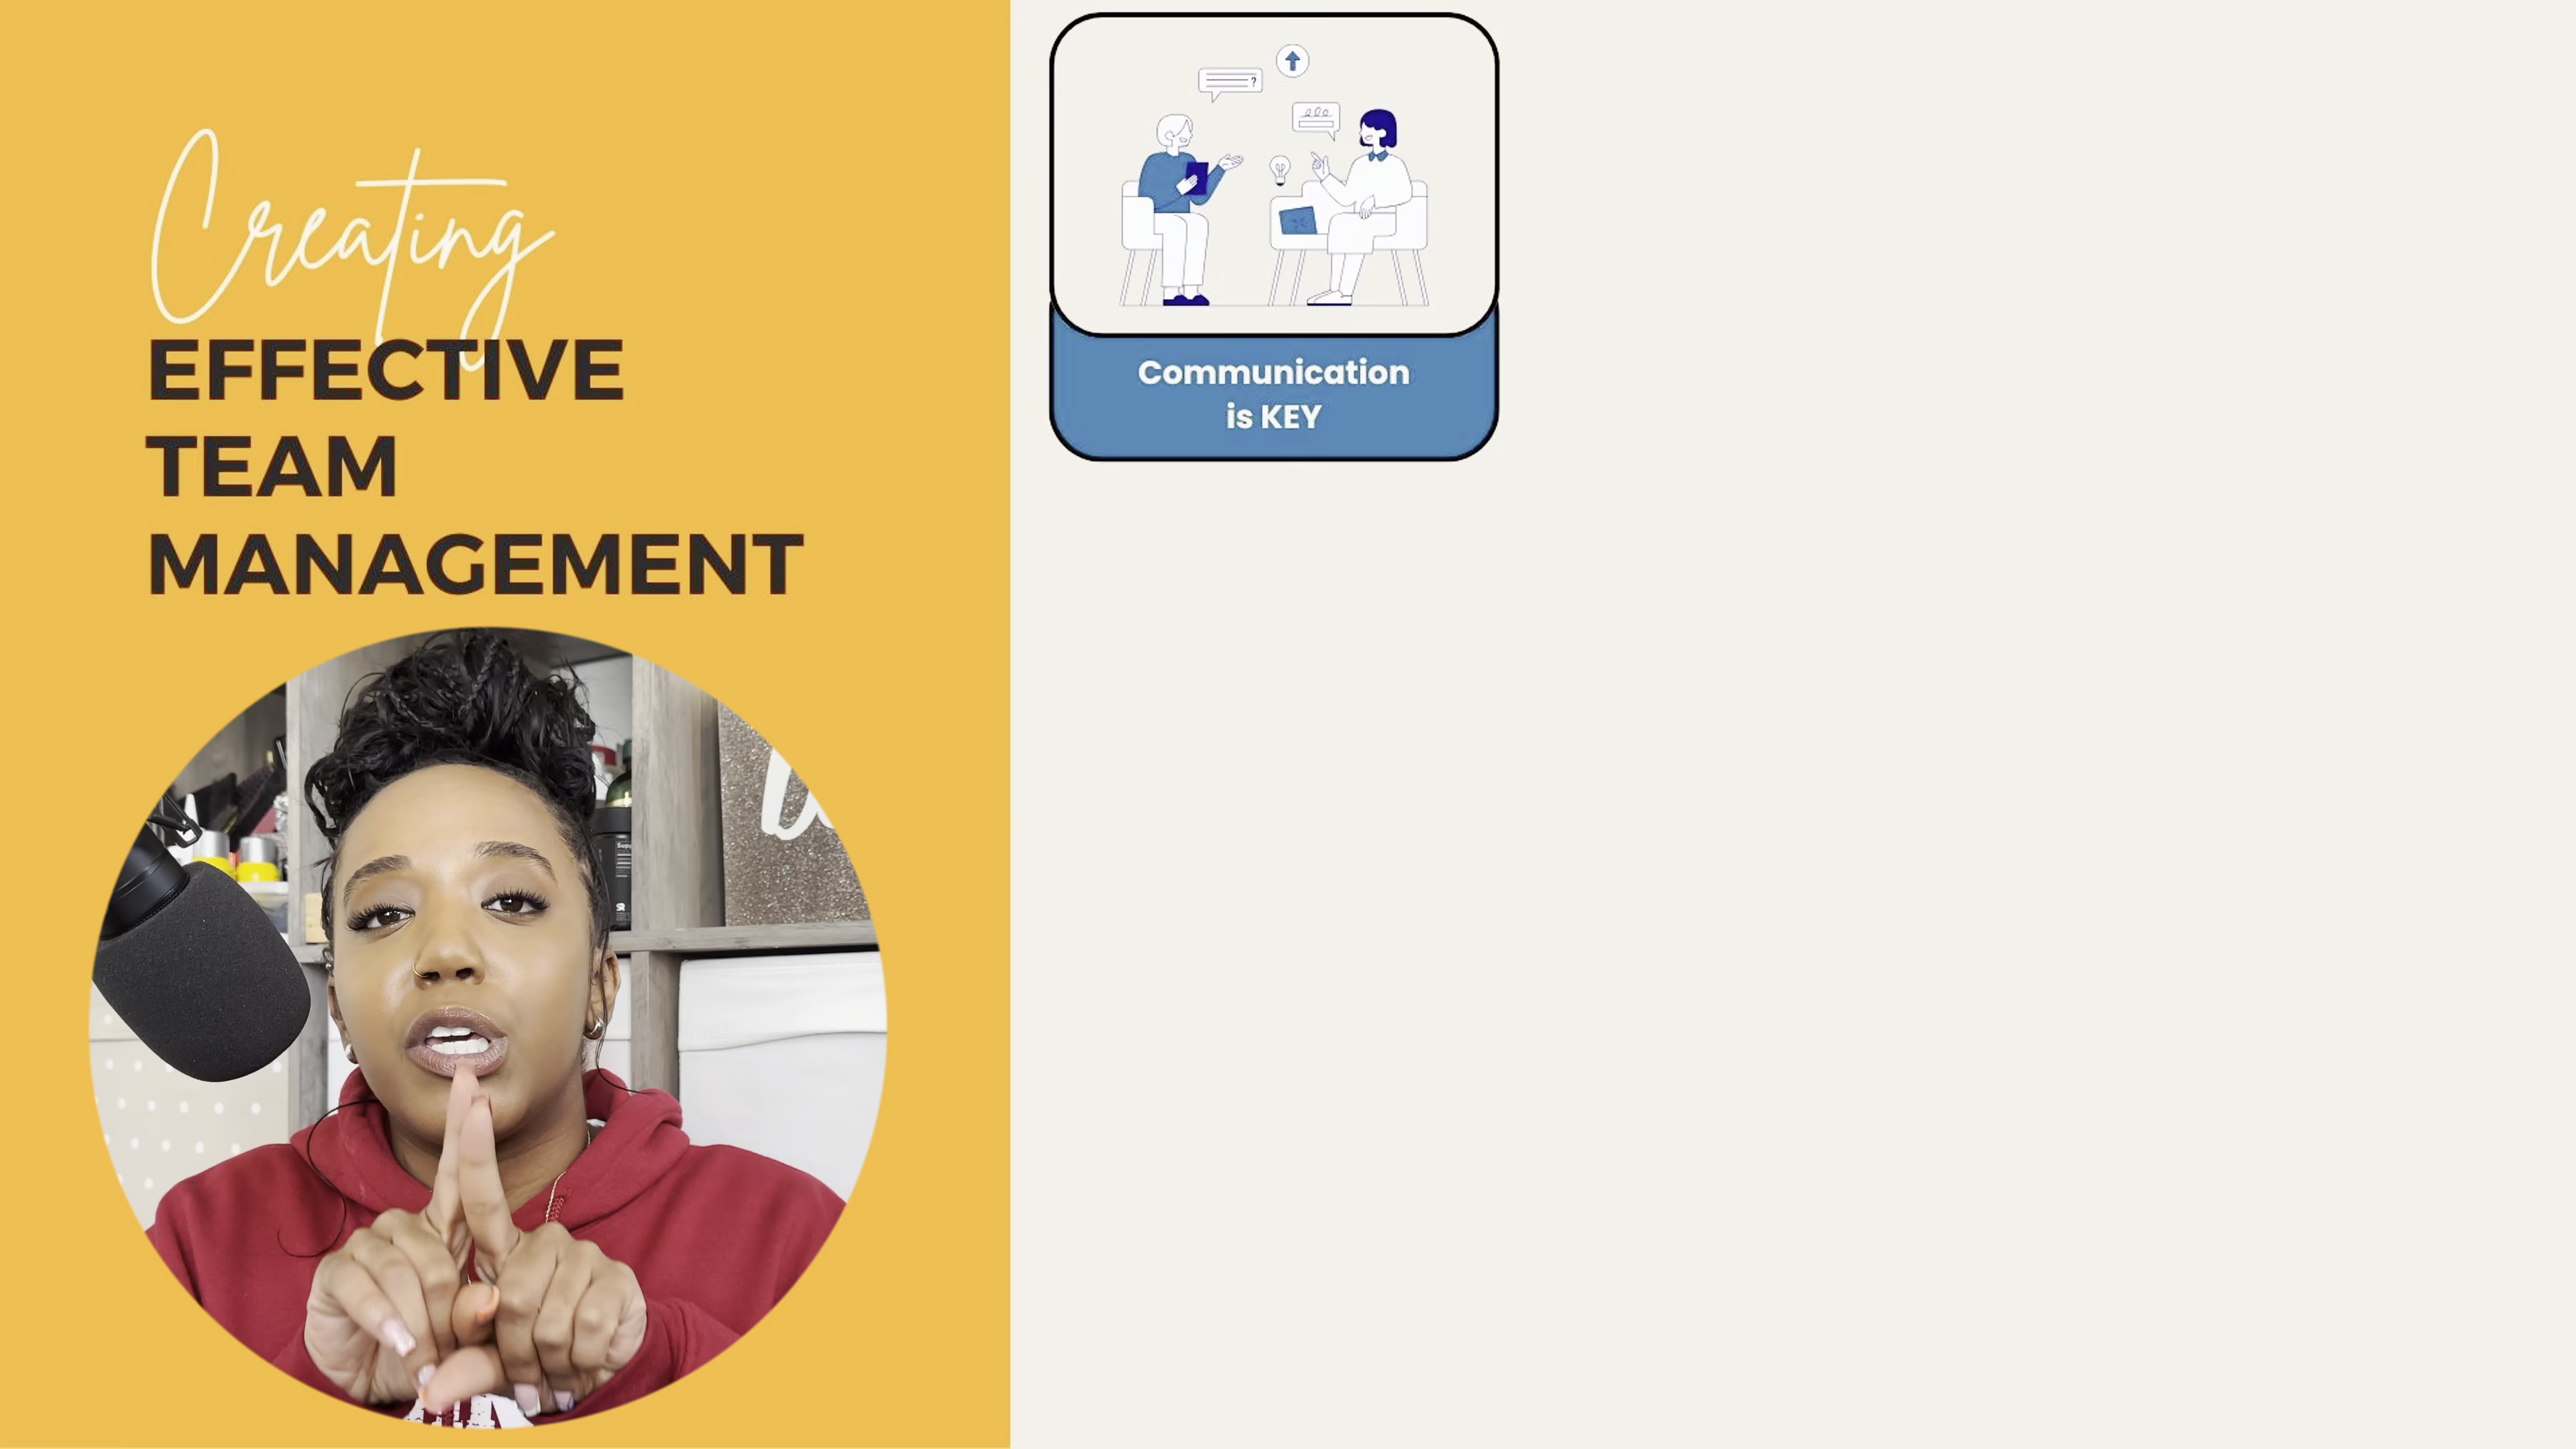 Creating
EFFECTIVE
TEAM
MANAGEMENT
Communication
is KEY
?